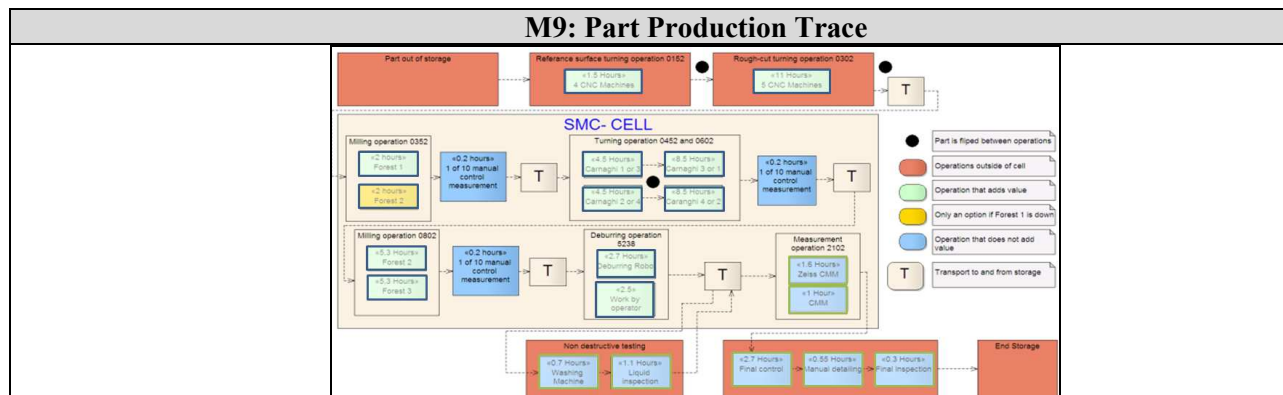 M9: Part Production Trace
Part out of storage
Referance surface turning operation 0152
«1.5 Hours»
4 CNC Machines
Rough-cut turning operation 0302
«11 Hours»
5 CNC Machines
T
SMC- CELL
Milling operation 0352
«2 hours»
Forest 1
«2 hours»
Forest 2
«0.2 hours»
1 of 10 manual
control
measurement
T
Turning operation 0452 and 0602
«4.5 Hours»
Carnaghi 1 or 3
«8.5 Hours»
Carnaghi 3 or 1
«4.5 Hours»
Carnaghi 2 or 4
«8.5 Hours»
Caranghi 4 or 2
«0.2 hours»
1 of 10 manual
control
measurement
T
Part is fliped between operations
Operations outside of cell
Operation that adds value
Only an option if Forest 1 is down
Operation that does not add
value
T
Transport to and from storage
Milling operation 0802
«5,3 Hours»
Forest 2
«5,3 Hours»
Forest 3
«0.2 hours»
1 of 10 manual
control
measurement
T
Deburring operation
5238
«2.7 Hours»
Deburring Robo
«2.5»
Work by
operator
T
Measurement
operation 2102
«1.6 Hours»
Zeiss CMM
«1 Hour»
CMM
Non destructive testing
«0.7 Hours»
Washing
Machine
«1.1 Hours»
Liquid
Inspection
«2.7 Hours»
Final control
«0.55 Hours»
Manual detailing
«0.3 Hours»
Final Inspection
End Storage